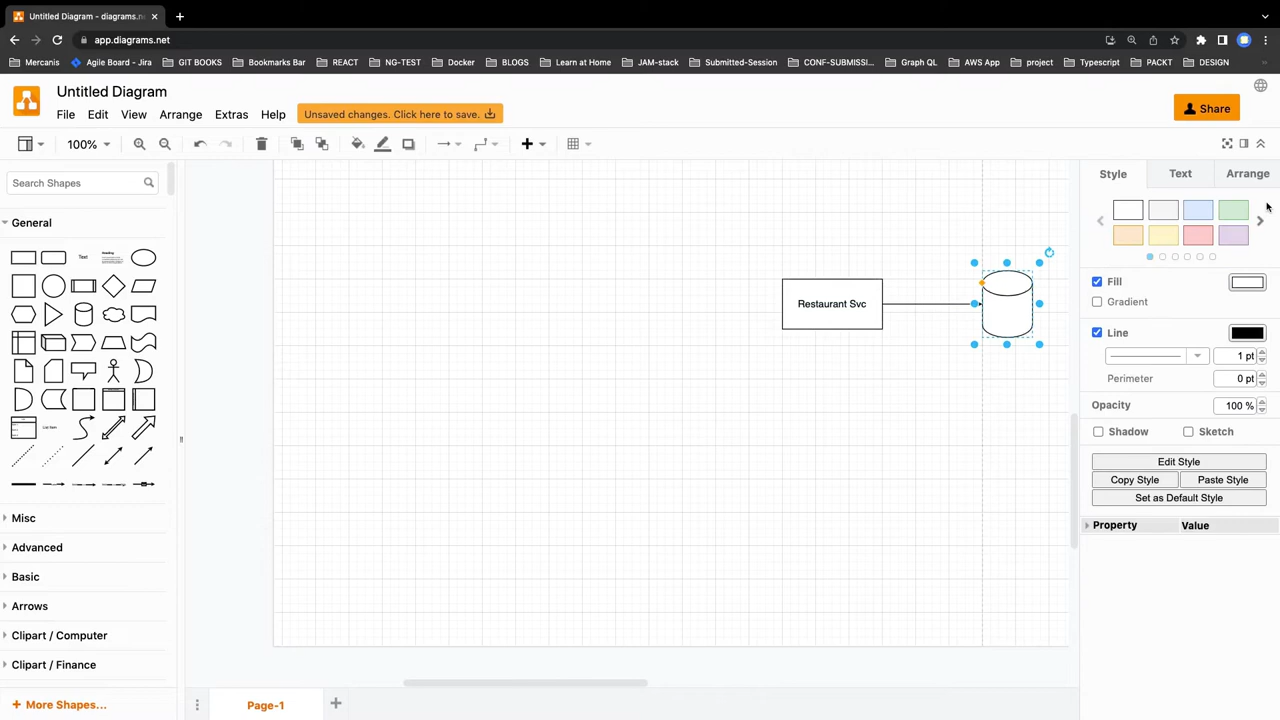 Untitled Diagram - diagrams.n
app.diagrams.net
Mercanis
Agile Board - Jira
GIT BOOKS
Bookmarks Bar
REACT
NG-TEST
Docker
BLOGS
Learn at Home
JAM-stack
Submitted-Session
CONF-SUBMISSI...
Graph QL
AWS App
project
Typescript
PACKT
DESIGN
Untitled Diagram
File Edit View Arrange Extras Help
Unsaved changes. Click here to save.
Share
100%
Search Shapes
Style Text Arrange
General
Text
Heading
List Item
Misc
Advanced
Basic
Arrows
Clipart / Computer
Clipart / Finance
+ More Shapes...
Restaurant Svc
Fill
Gradient
Line
1 pt
Perimeter 0 pt
Opacity 100 %
Shadow Sketch
Edit Style
Copy Style Paste Style
Set as Default Style
Property Value
Page-1